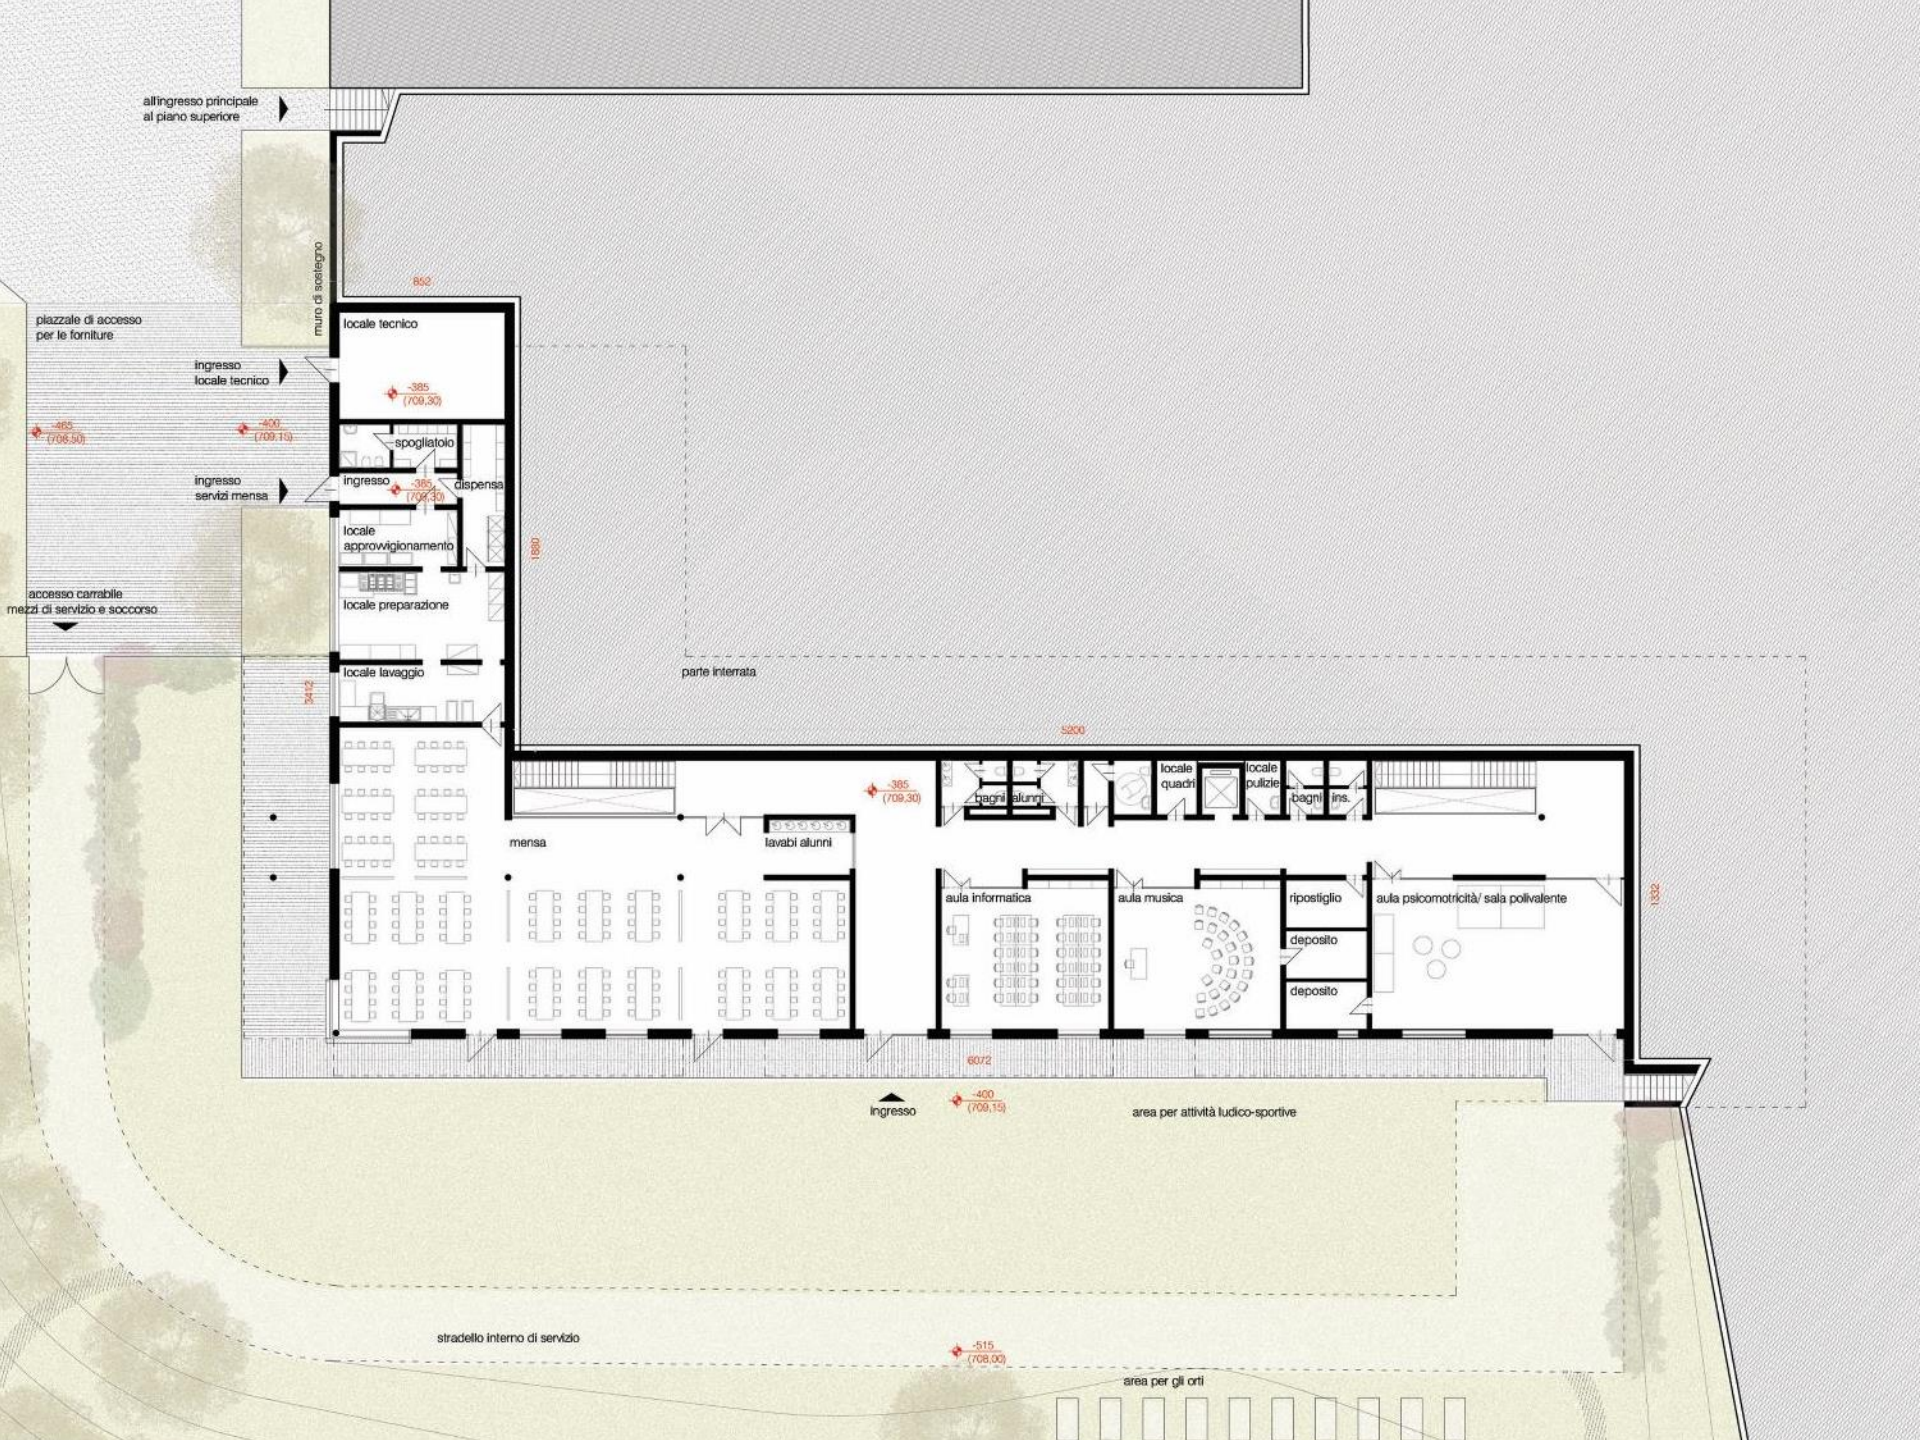 all'ingresso principale
al piano superiore
muro di sostegno
852
piazzale di accesso
per le forniture
locale tecnico
ingresso
locale tecnico
-385
(709,30)
-465
(708,50)
-400
(709,15)
spogliatoio
ingresso
servizi mensa
ingresso
-385
(709,30)
dispensa
locale
approvvigionamento
1880
accesso carrabile
mezzi di servizio e soccorso
locale preparazione
locale lavaggio
3412
parte interrata
5200
-385
(709,30)
bagni alunni
locale
quadri
locale
pulizie
bagni ins.
mensa
lavabi alunni
aula informatica
aula musica
ripostiglio
aula psicomotricità/ sala polivalente
1332
deposito
deposito
6072
ingresso
-400
(709,15)
area per attività ludico-sportive
stradello interno di servizio
-515
(708,00)
area per gli orti